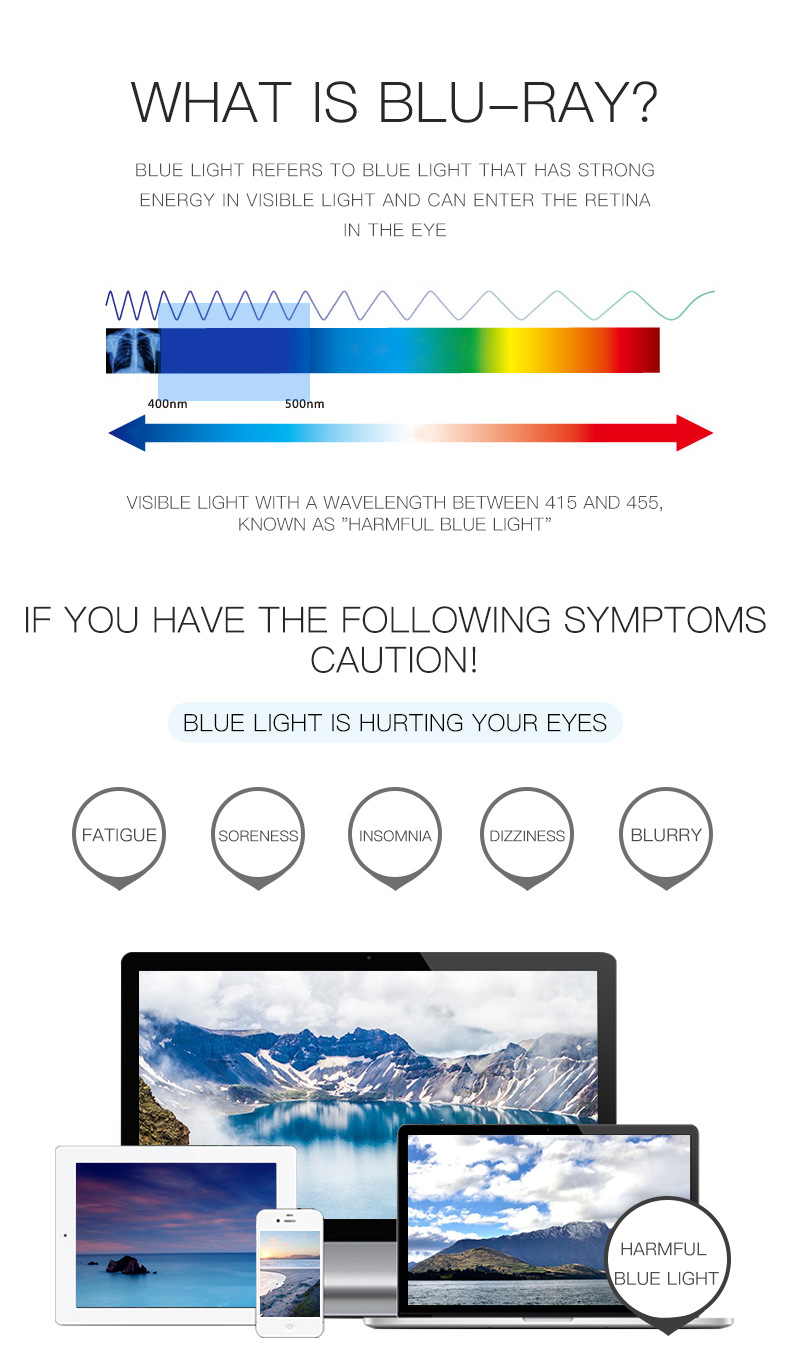 WHAT IS BLU-RAY?
BLUE LIGHT REFERS TO BLUE LIGHT THAT HAS STRONG
ENERGY IN VISIBLE LIGHT AND CAN ENTER THE RETINA
IN THE EYE
400nm 500nm
VISIBLE LIGHT WITH A WAVELENGTH BETWEEN 415 AND 455,
KNOWN AS ”HARMFUL BLUE LIGHT”
IF YOU HAVE THE FOLLOWING SYMPTOMS
CAUTION!
BLUE LIGHT IS HURTING YOUR EYES
FATIGUE SORENESS INSOMNIA DIZZINESS BLURRY
HARMFUL
BLUE LIGHT